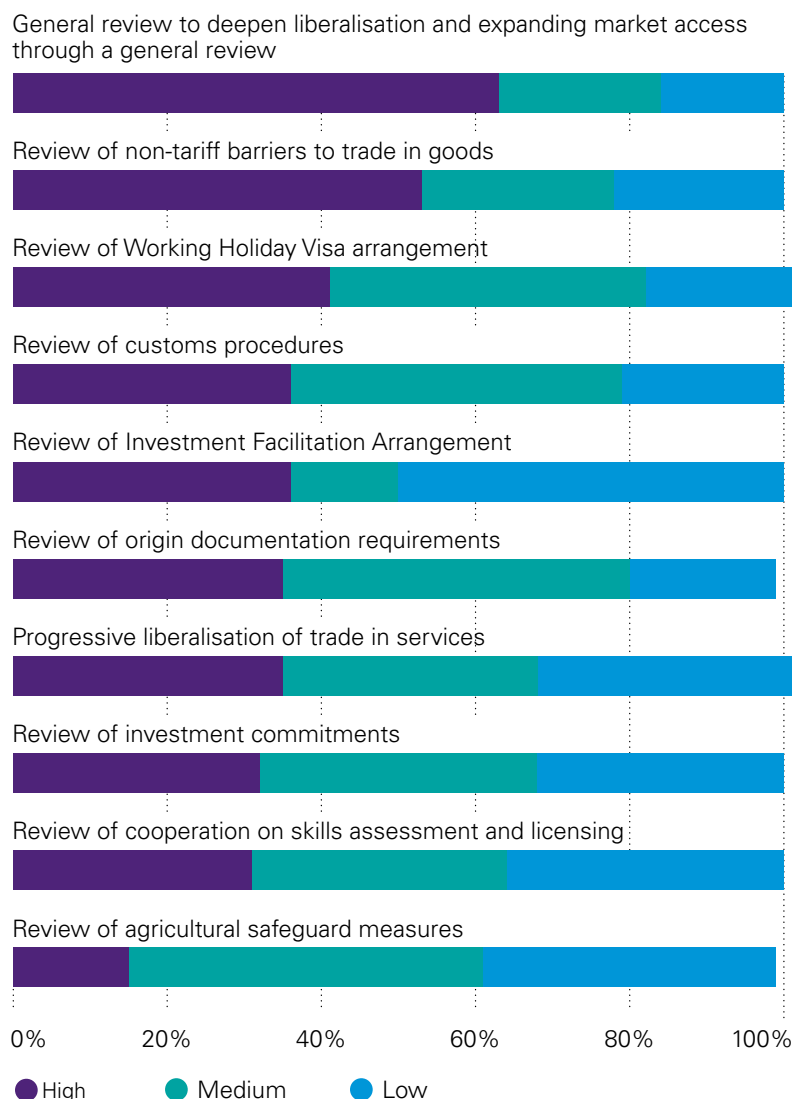 General review to deepen liberalisation and expanding market access
through a general review
Review of non-tariff barriers to trade in goods
Review of Working Holiday Visa arrangement
Review of customs procedures
Review of Investment Facilitation Arrangement
Review of origin documentation requirements
Progressive liberalisation of trade in services
Review of investment commitments
Review of cooperation on skills assessment and licensing
Review of agricultural safeguard measures
0% 20% 40% 60% 80% 100%
High Medium Low